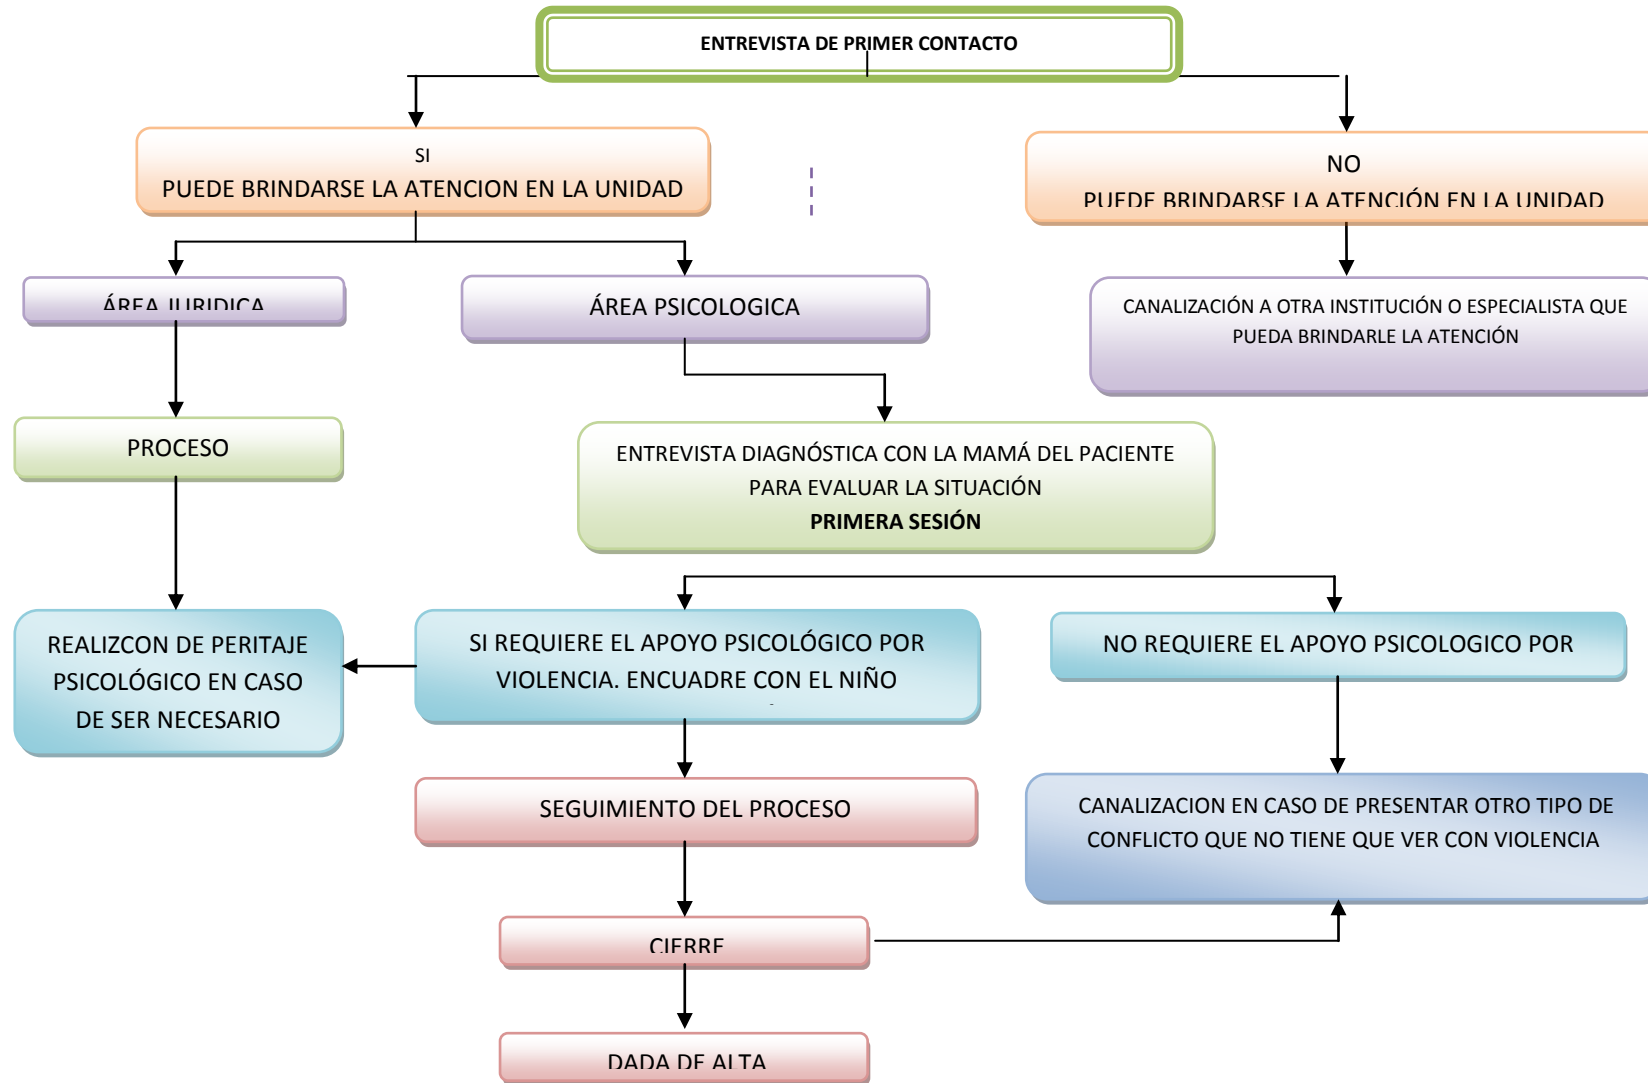 ENTREVISTA DE PRIMER CONTACTO
SI
PUEDE BRINDARSE LA ATENCION EN LA UNIDAD
NO
PUEDE BRINDARSE LA ATENCIÓN EN LA UNIDAD
ÁREA JURIDICA
ÁREA PSICOLOGICA
CANALIZACIÓN A OTRA INSTITUCIÓN O ESPECIALISTA QUE
PUEDA BRINDARLE LA ATENCIÓN
PROCESO
ENTREVISTA DIAGNÓSTICA CON LA MAMÁ DEL PACIENTE
PARA EVALUAR LA SITUACIÓN
PRIMERA SESIÓN
REALIZCON DE PERITAJE
PSICOLÓGICO EN CASO
DE SER NECESARIO
SI REQUIERE EL APOYO PSICOLÓGICO POR
VIOLENCIA. ENCUADRE CON EL NIÑO
NO REQUIERE EL APOYO PSICOLOGICO POR
SEGUIMIENTO DEL PROCESO
CANALIZACION EN CASO DE PRESENTAR OTRO TIPO DE
CONFLICTO QUE NO TIENE QUE VER CON VIOLENCIA
CIERRE
DADA DE ALTA